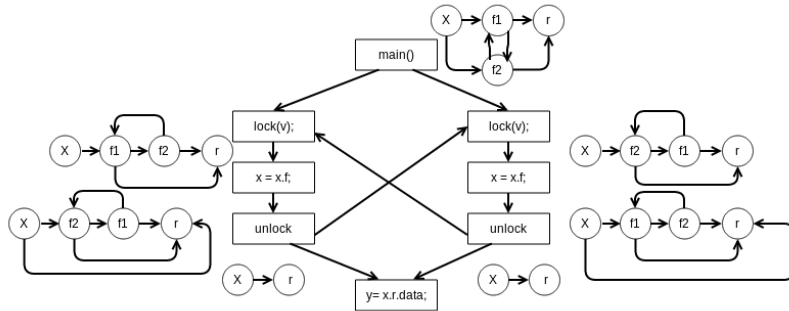 X f1 r
f2
main()
lock(v); lock(v);
X f1 f2 r
X f2 f1 r
x = x.f; x = x.f;
X f2 f1 r
X f1 f2 r
unlock unlock
X r
X r
y= x.r.data;